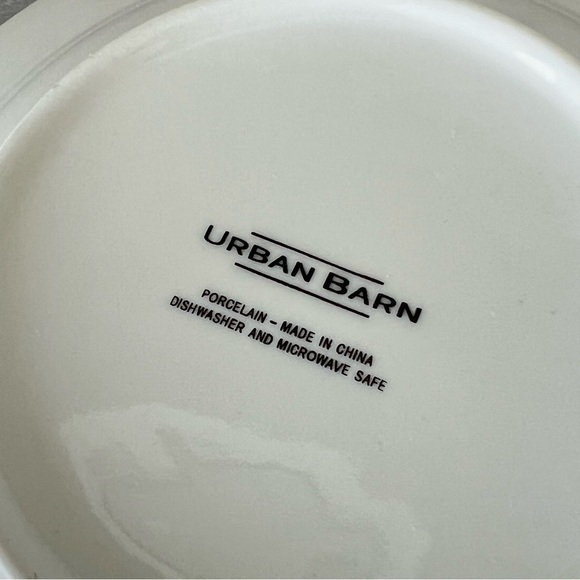 URBAN BARN
PORCELAIN – MADE IN CHINA
DISHWASHER AND MICROWAVE SAFE